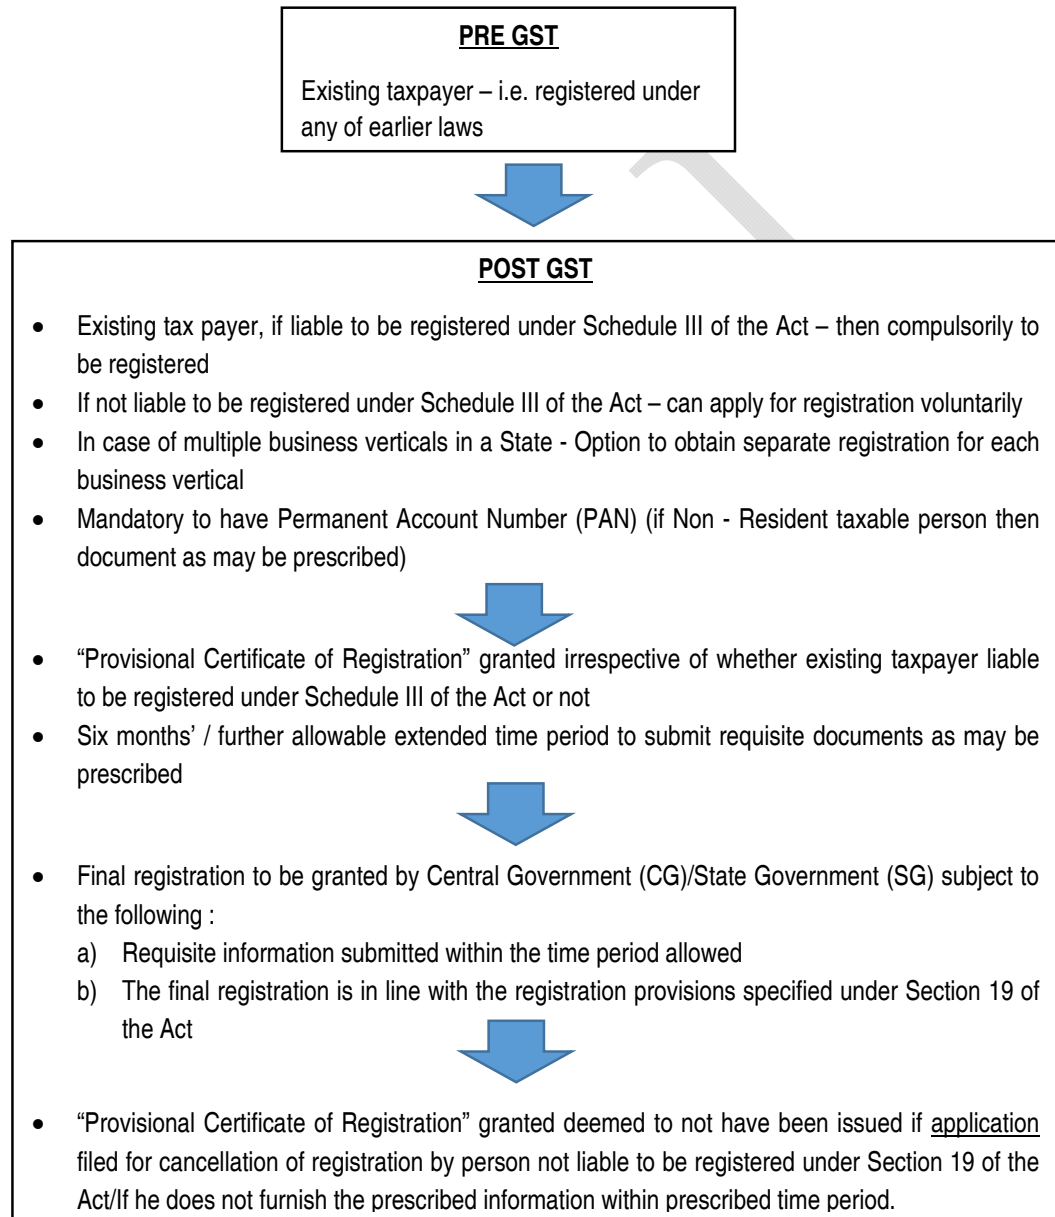 PRE GST
Existing taxpayer – i.e. registered under
any of earlier laws
POST GST
• Existing tax payer, if liable to be registered under Schedule III of the Act – then compulsorily to
be registered
• If not liable to be registered under Schedule III of the Act – can apply for registration voluntarily
• In case of multiple business verticals in a State - Option to obtain separate registration for each
business vertical
• Mandatory to have Permanent Account Number (PAN) (if Non - Resident taxable person then
document as may be prescribed)
• “Provisional Certificate of Registration” granted irrespective of whether existing taxpayer liable
to be registered under Schedule III of the Act or not
• Six months’ / further allowable extended time period to submit requisite documents as may be
prescribed
• Final registration to be granted by Central Government (CG)/State Government (SG) subject to
the following :
a) Requisite information submitted within the time period allowed
b) The final registration is in line with the registration provisions specified under Section 19 of
the Act
• “Provisional Certificate of Registration” granted deemed to not have been issued if application
filed for cancellation of registration by person not liable to be registered under Section 19 of the
Act/If he does not furnish the prescribed information within prescribed time period.